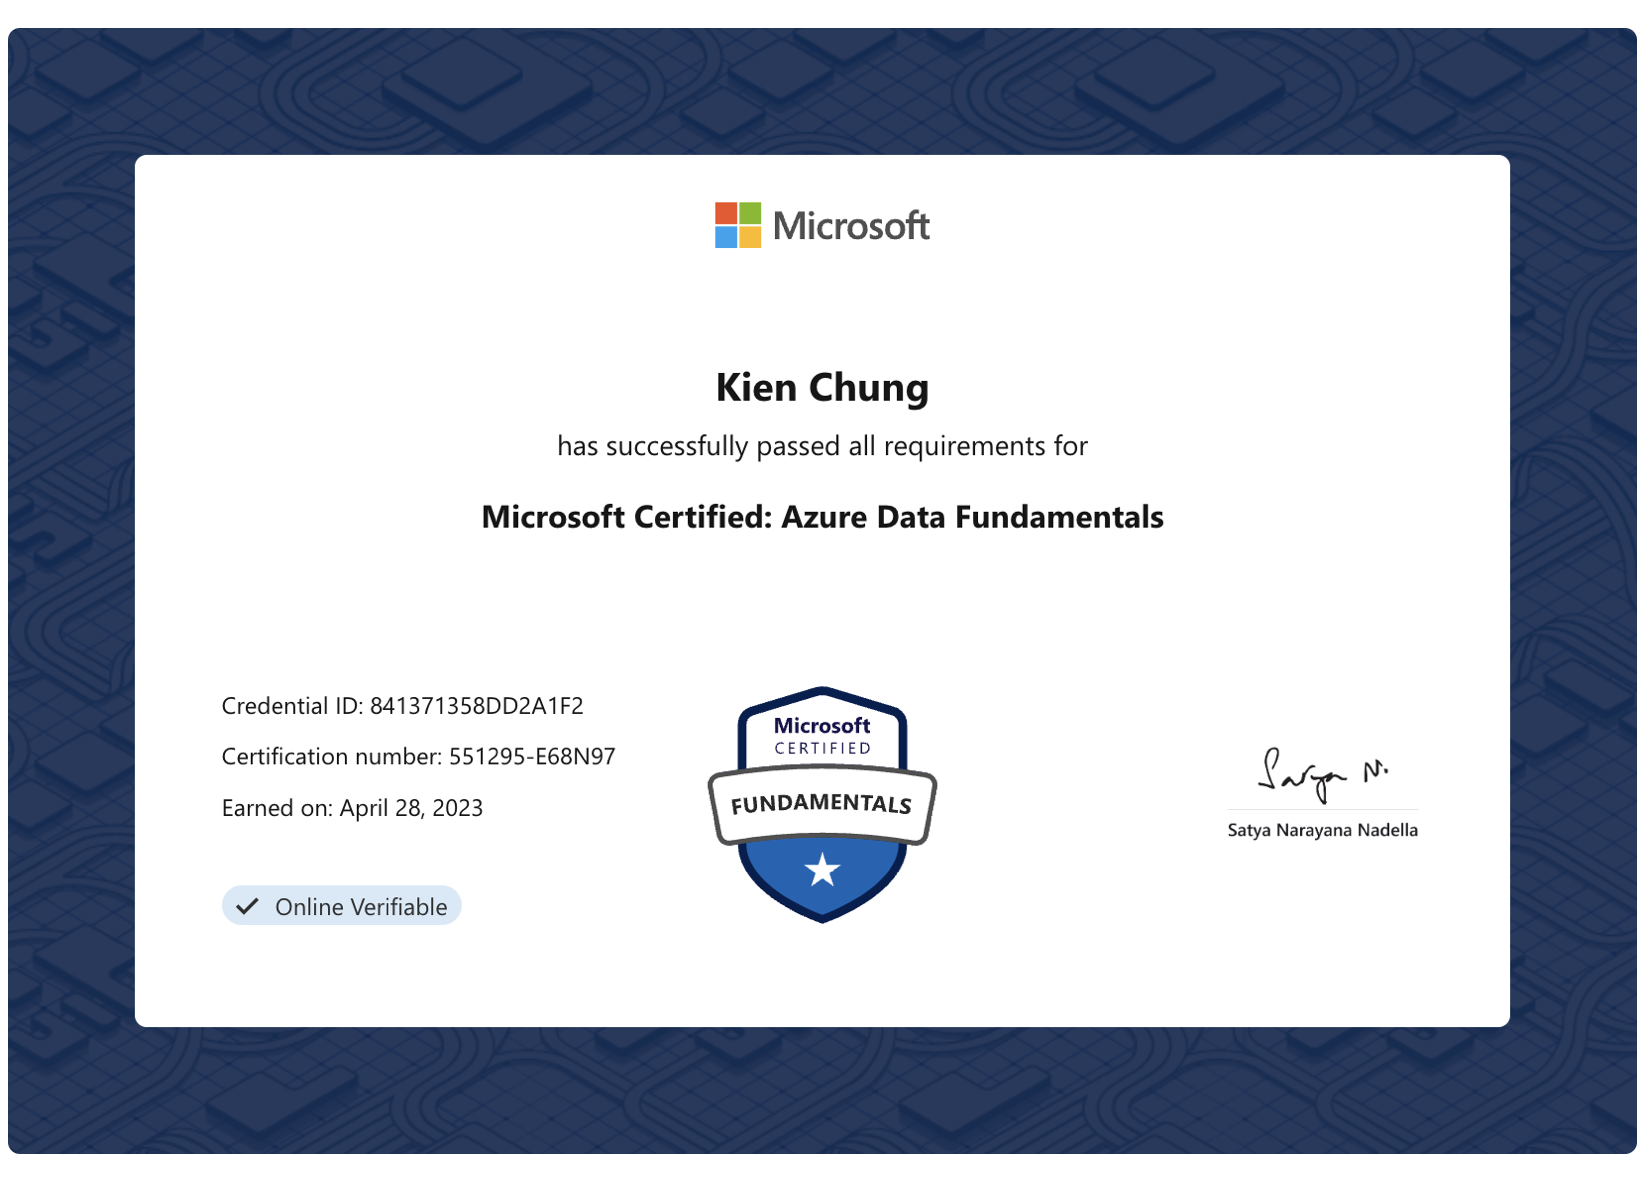 Microsoft
Kien Chung
has successfully passed all requirements for
Microsoft Certified: Azure Data Fundamentals
Credential ID: 841371358DD2A1F2
Certification number: 551295-E68N97
Earned on: April 28, 2023
Online Verifiable
Microsoft
CERTIFIED
FUNDAMENTALS
Satya N.
Satya Narayana Nadella